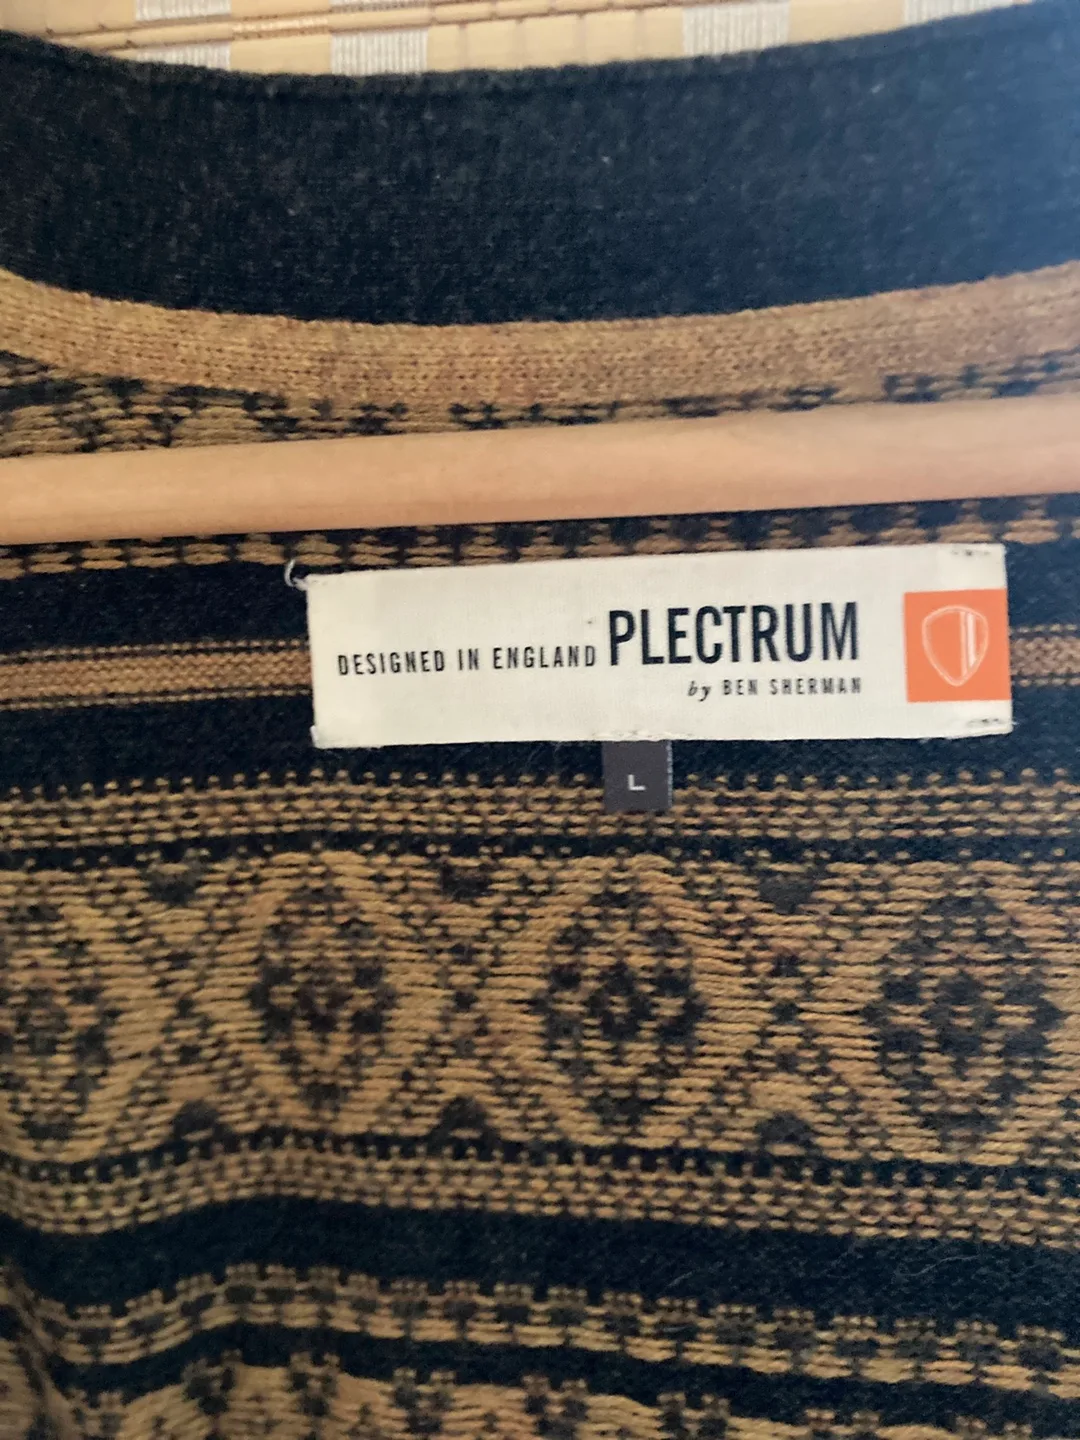 DESIGNED IN ENGLAND PLECTRUM
by BEN SHERMAN
L